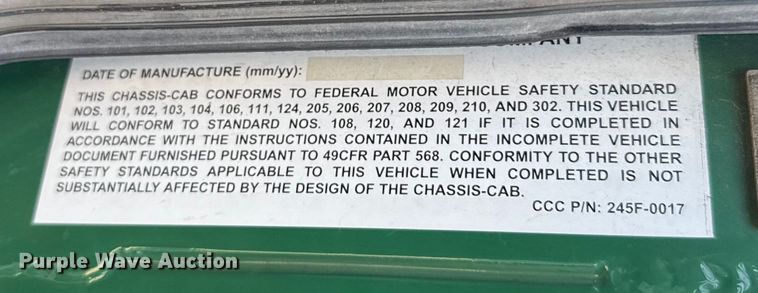 COMPANY
DATE OF MANUFACTURE (mm/yy):
THIS CHASSIS-CAB CONFORMS TO FEDERAL MOTOR VEHICLE SAFETY STANDARD
NOS. 101, 102, 103, 104, 106, 111, 124, 205, 206, 207, 208, 209, 210, AND 302. THIS VEHICLE
WILL CONFORM TO STANDARD NOS. 108, 120, AND 121 IF IT IS COMPLETED IN
ACCORDANCE WITH THE INSTRUCTIONS CONTAINED IN THE INCOMPLETE VEHICLE
DOCUMENT FURNISHED PURSUANT TO 49CFR PART 568. CONFORMITY TO THE OTHER
SAFETY STANDARDS APPLICABLE TO THIS VEHICLE WHEN COMPLETED IS NOT
SUBSTANTIALLY AFFECTED BY THE DESIGN OF THE CHASSIS-CAB.
CCC P/N: 245F-0017
Purple Wave Auction